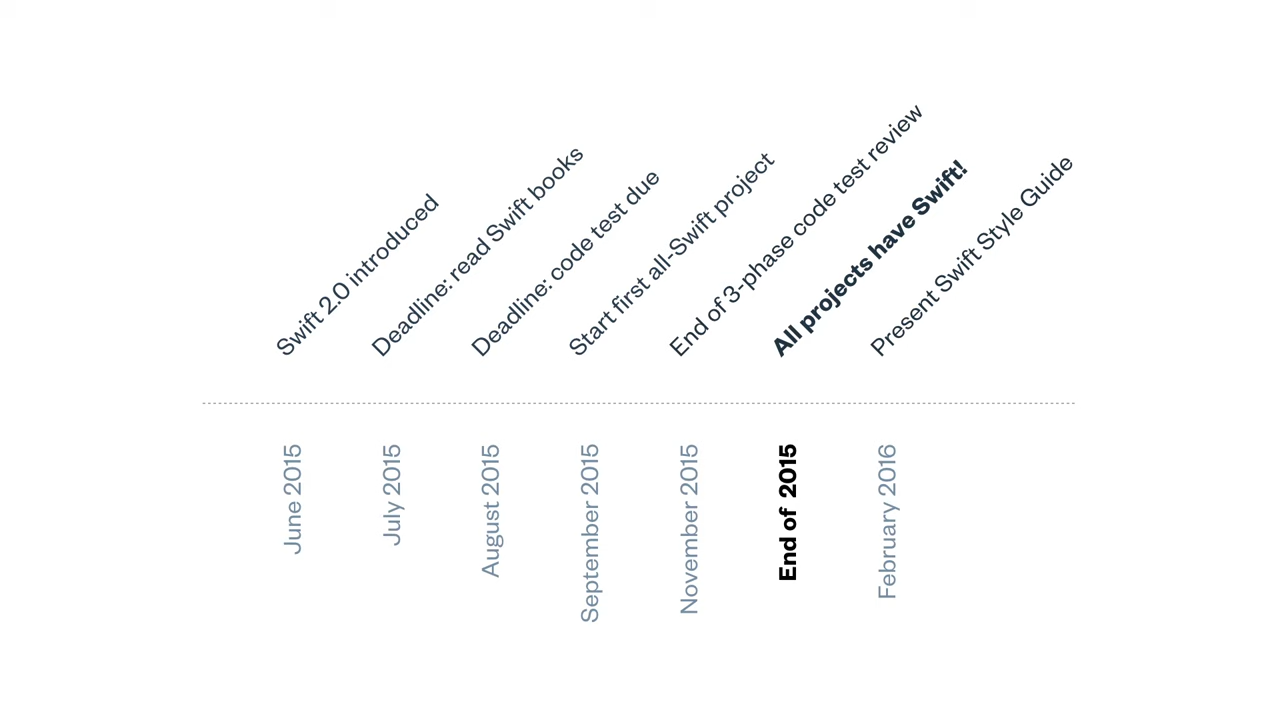 Swift 2.0 introduced
Deadline: read Swift books
Deadline: code test due
Start first all-Swift project
End of 3-phase code test review
All projects have Swift!
Present Swift Style Guide
June 2015
July 2015
August 2015
September 2015
November 2015
End of 2015
February 2016